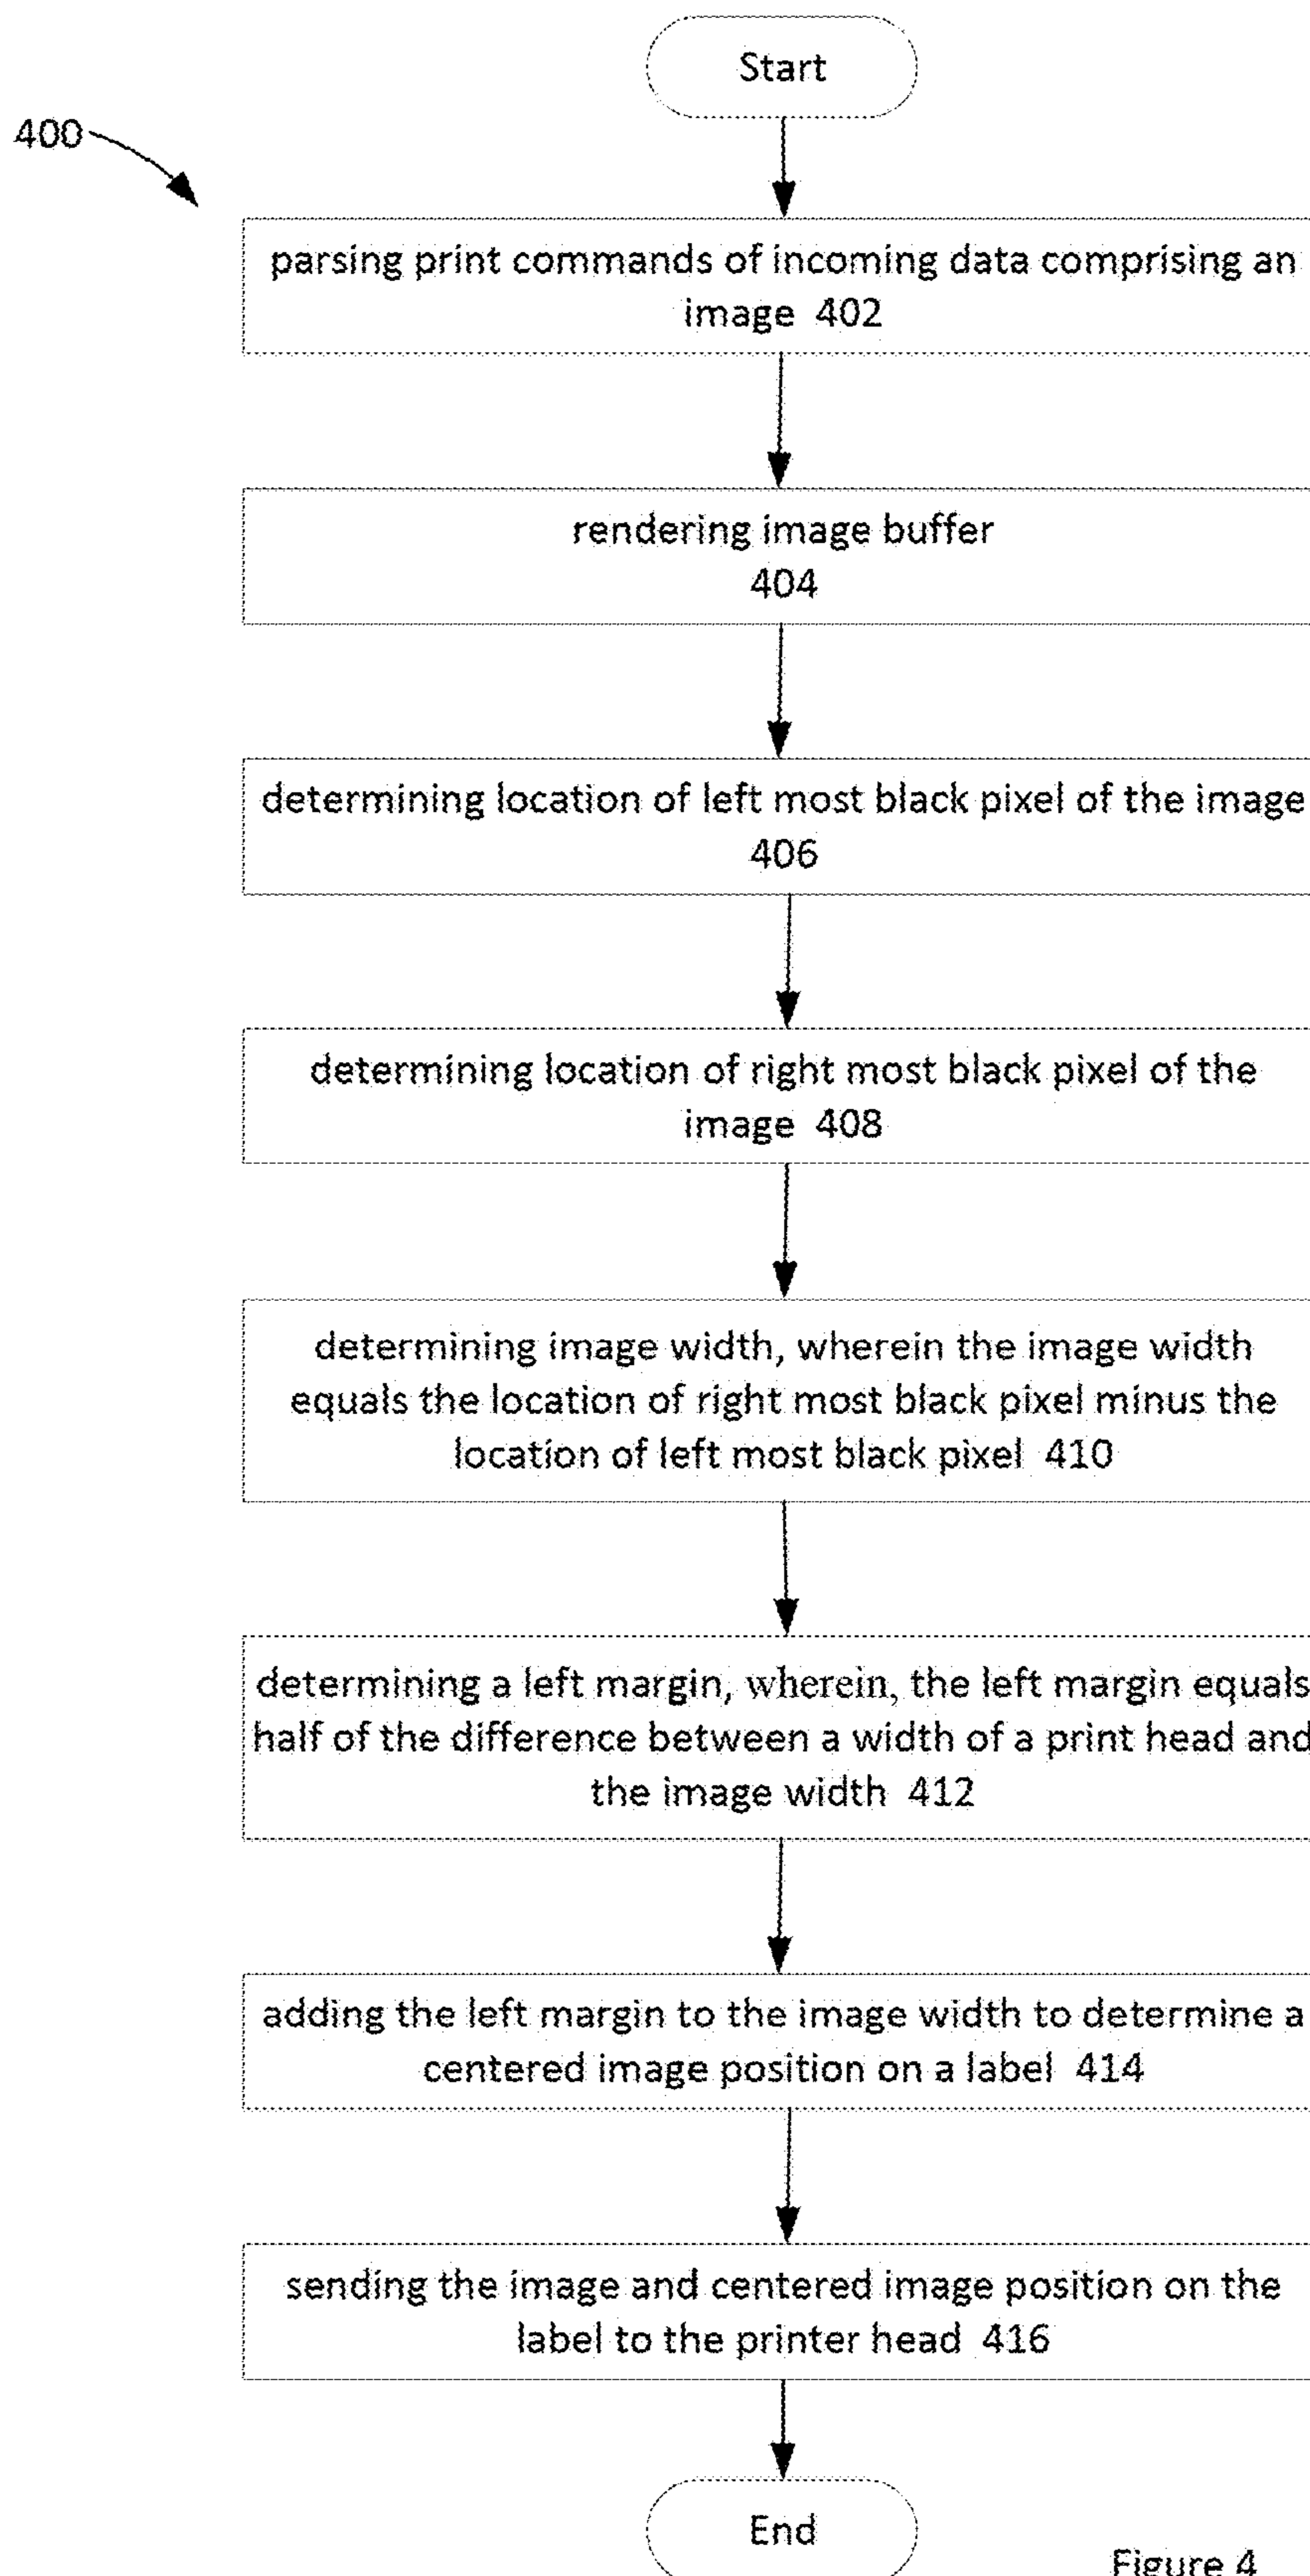 Start
400
parsing print commands of incoming data comprising an
image 402
rendering image buffer
404
determining location of left most black pixel of the image
406
determining location of right most black pixel of the
image 408
determining image width, wherein the image width
equals the location of right most black pixel minus the
location of left most black pixel 410
determining a left margin, wherein, the left margin equals
half of the difference between a width of a print head and
the image width 412
adding the left margin to the image width to determine a
centered image position on a label 414
sending the image and centered image position on the
label to the printer head 416
End
Figure 4